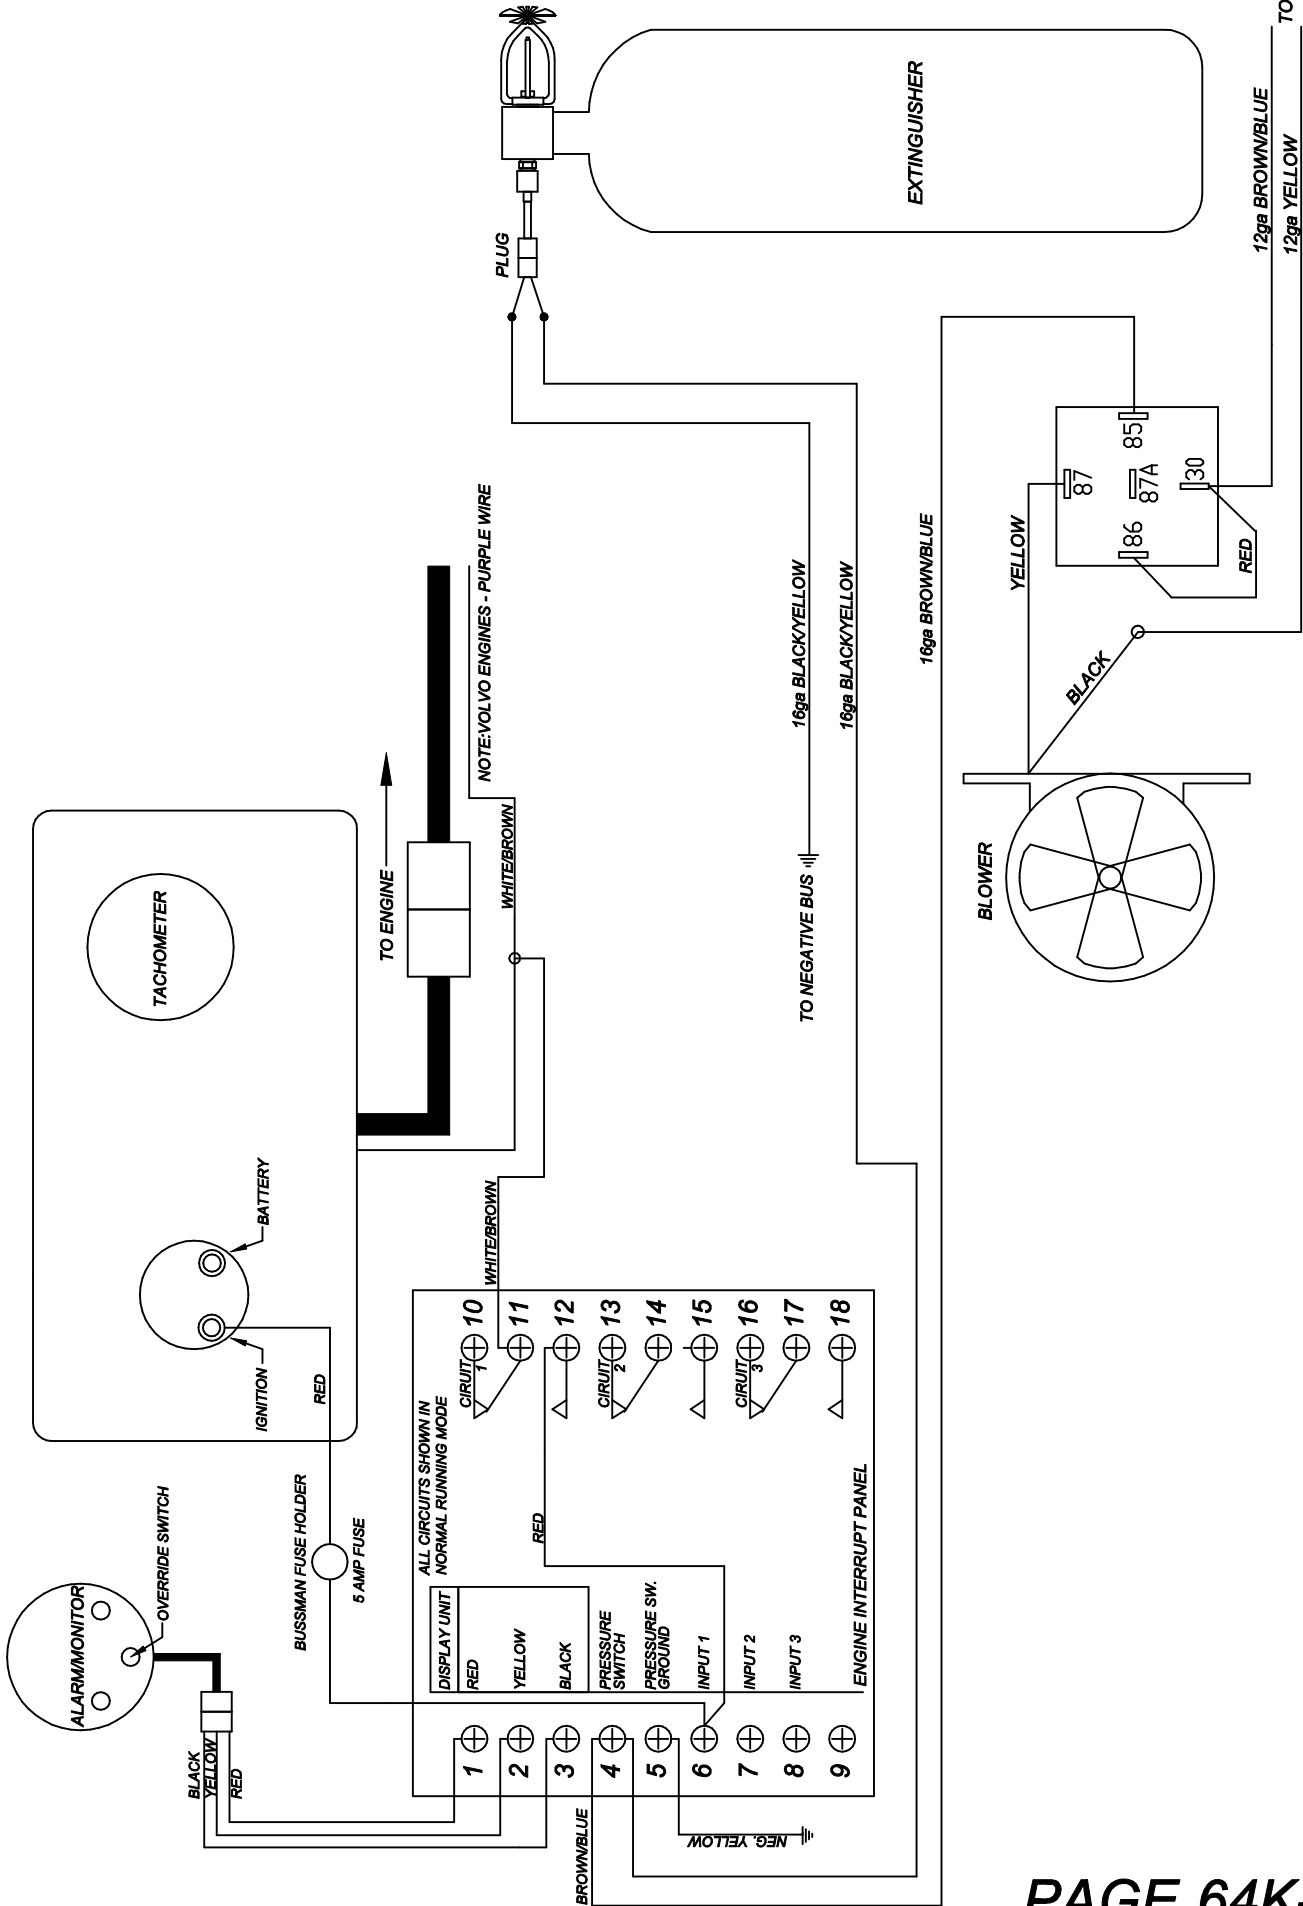 TO
EXTINGUISHER
12ga BROWN/BLUE
12ga YELLOW
PLUG
NOTE:VOLVO ENGINES - PURPLE WIRE
16ga BLACK/YELLOW
16ga BLACK/YELLOW
16ga BROWN/BLUE
YELLOW
87
85
87A
30
86
RED
BLACK
BLOWER
TO NEGATIVE BUS
TACHOMETER
TO ENGINE
WHITE/BROWN
BATTERY
IGNITION
RED
WHITE/BROWN
ALARM/MONITOR
OVERRIDE SWITCH
BUSSMAN FUSE HOLDER
5 AMP FUSE
BLACK
YELLOW
RED
ALL CIRCUITS SHOWN IN
NORMAL RUNNING MODE
CIRUIT
1
CIRUIT
2
CIRUIT
3
10
11
12
13
14
15
16
17
18
RED
DISPLAY UNIT
RED
YELLOW
BLACK
PRESSURE
SWITCH
PRESSURE SW.
GROUND
INPUT 1
INPUT 2
INPUT 3
ENGINE INTERRUPT PANEL
1
2
3
4
5
6
7
8
9
BROWN/BLUE
NEG. YELLOW
PAGE 64K